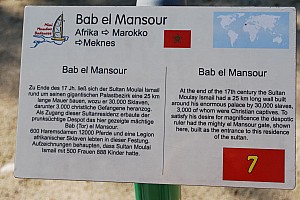 Mini
Mundus
Bodensee
Bab el Mansour
Afrika ⇨ Marokko
⇨Meknes
Bab el Mansour
Zu Ende des 17 Jh. ließ sich der Sultan Moulai Ismail
rund um seinen gigantischen Palastbezirk eine 25 km
lange Mauer bauen, wozu er 30.000 Sklaven,
darunter 3.000 christliche Gefangene heranzog.
Als Zugang dieser Sultansresidenz erbaute der
prunksüchtige Despot das hier gezeigte mächtige
Bab (Tor) el Mansour.
600 Haremsdamen 12000 Pferde und eine Legion
afrikanischer Sklaven lebten in dieser Festung.
Aufzeichnungen behaupten, dass Sultan Moulai
Ismail mit 500 Frauen 888 Kinder hatte.
Bab el Mansour
At the end of the 17th century the Sultan
Moulay Ismail had a 25 km long wall built
around his enormous palace by 30,000 slaves,
3,000 of whom were Christian captives. To
satisfy his desire for magnificence the despotic
ruler had the mighty el Mansour gate, shown
here, built as the entrance to this residence
of the sultan.
7